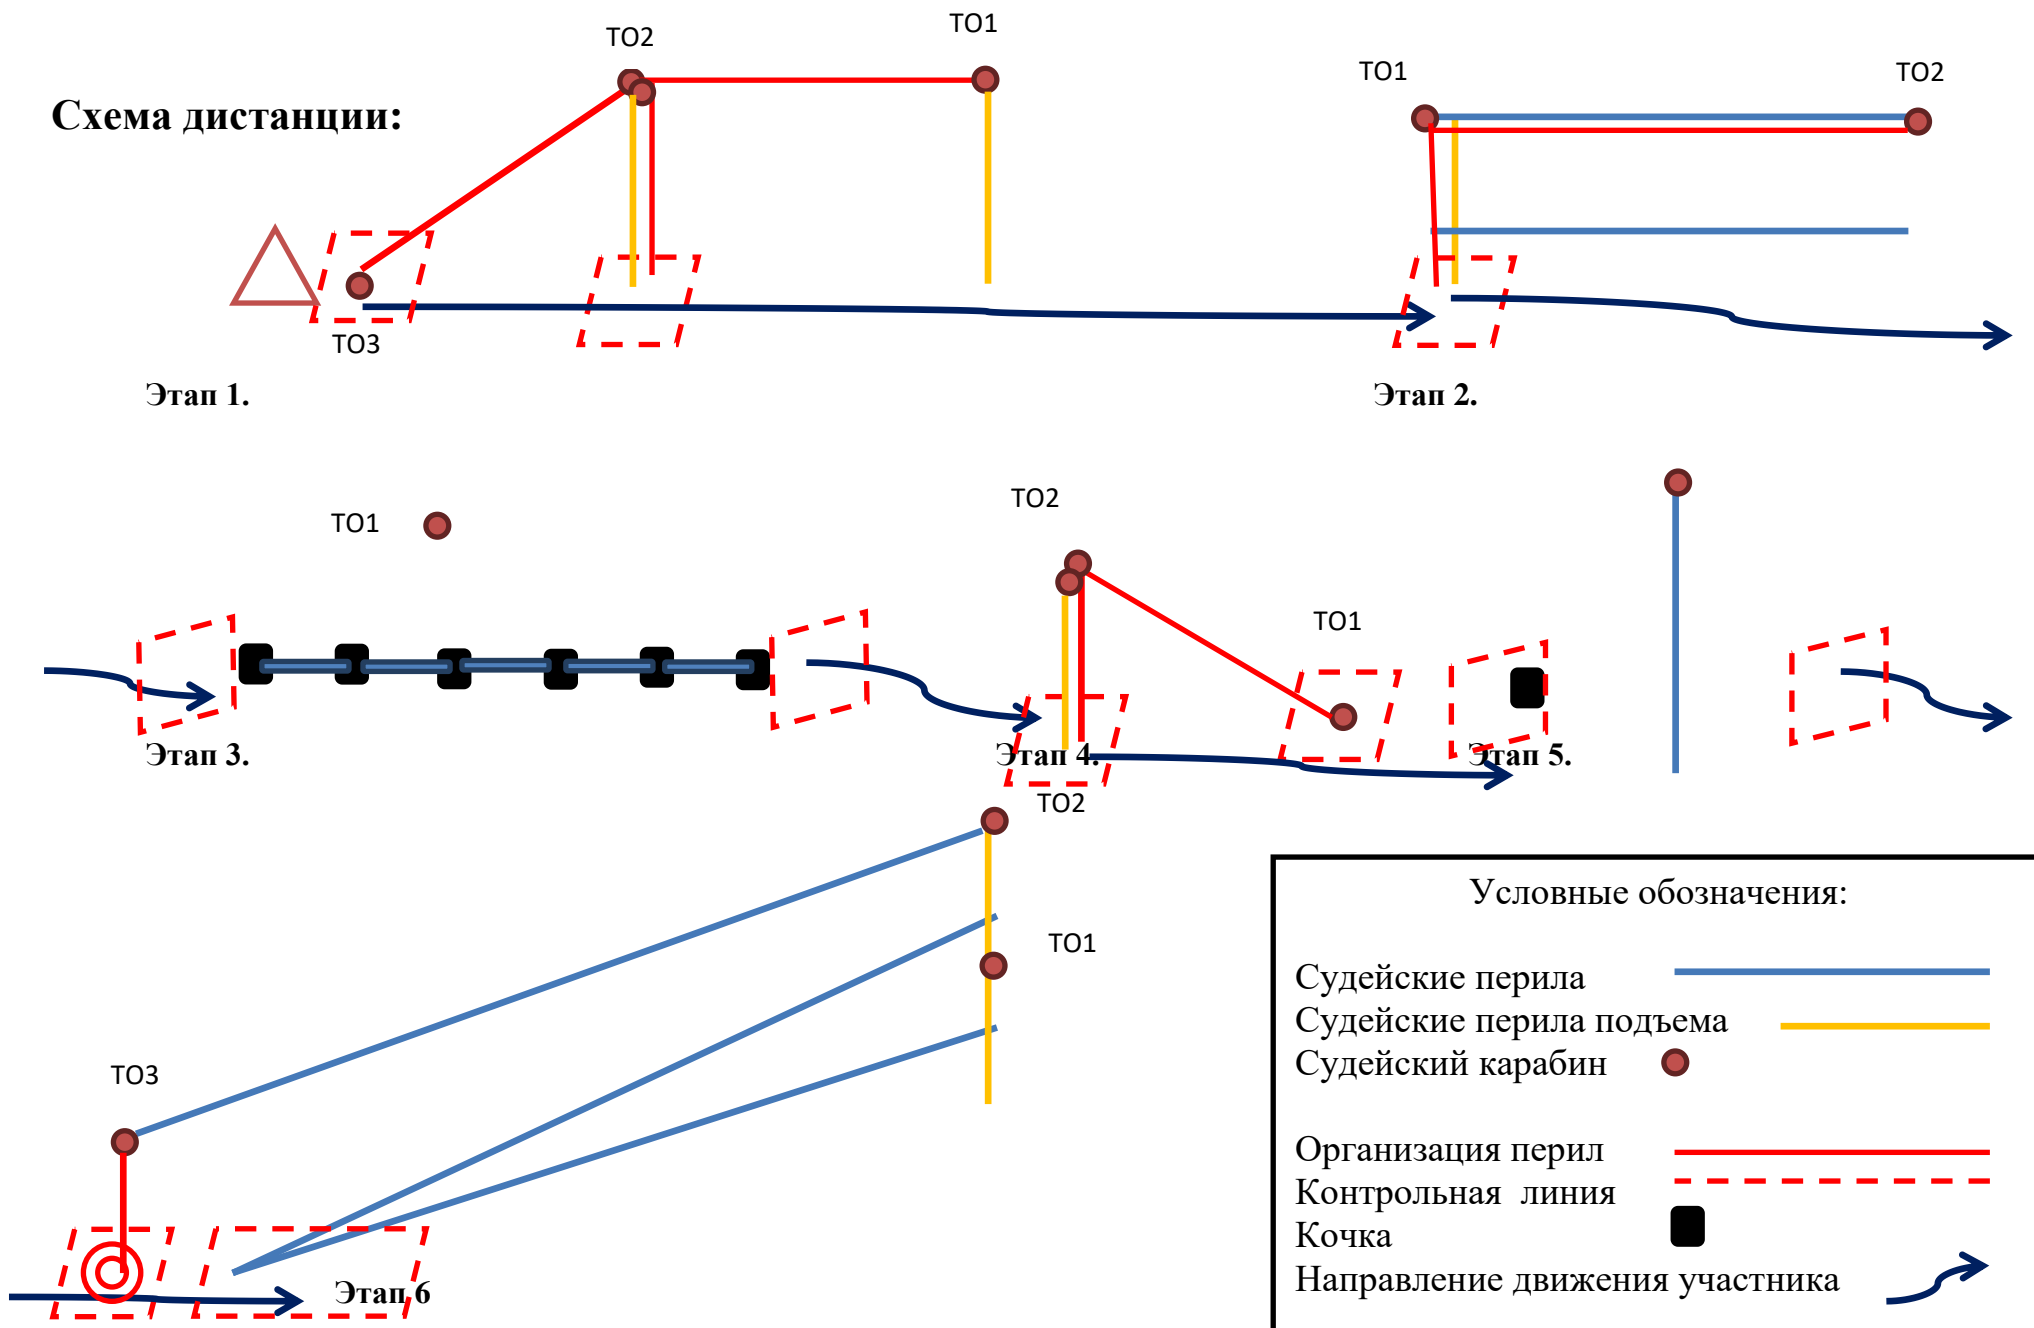 Схема дистанции:
ТО2
ТО1
ТО3
Этап 1.
ТО1
ТО2
Этап 2.
ТО1
Этап 3.
ТО2
ТО1
Этап 4.
Этап 5.
ТО2
ТО1
ТО3
Этап 6
Условные обозначения:
Судейские перила
Судейские перила подъема
Судейский карабин
Организация перил
Контрольная линия
Кочка
Направление движения участника